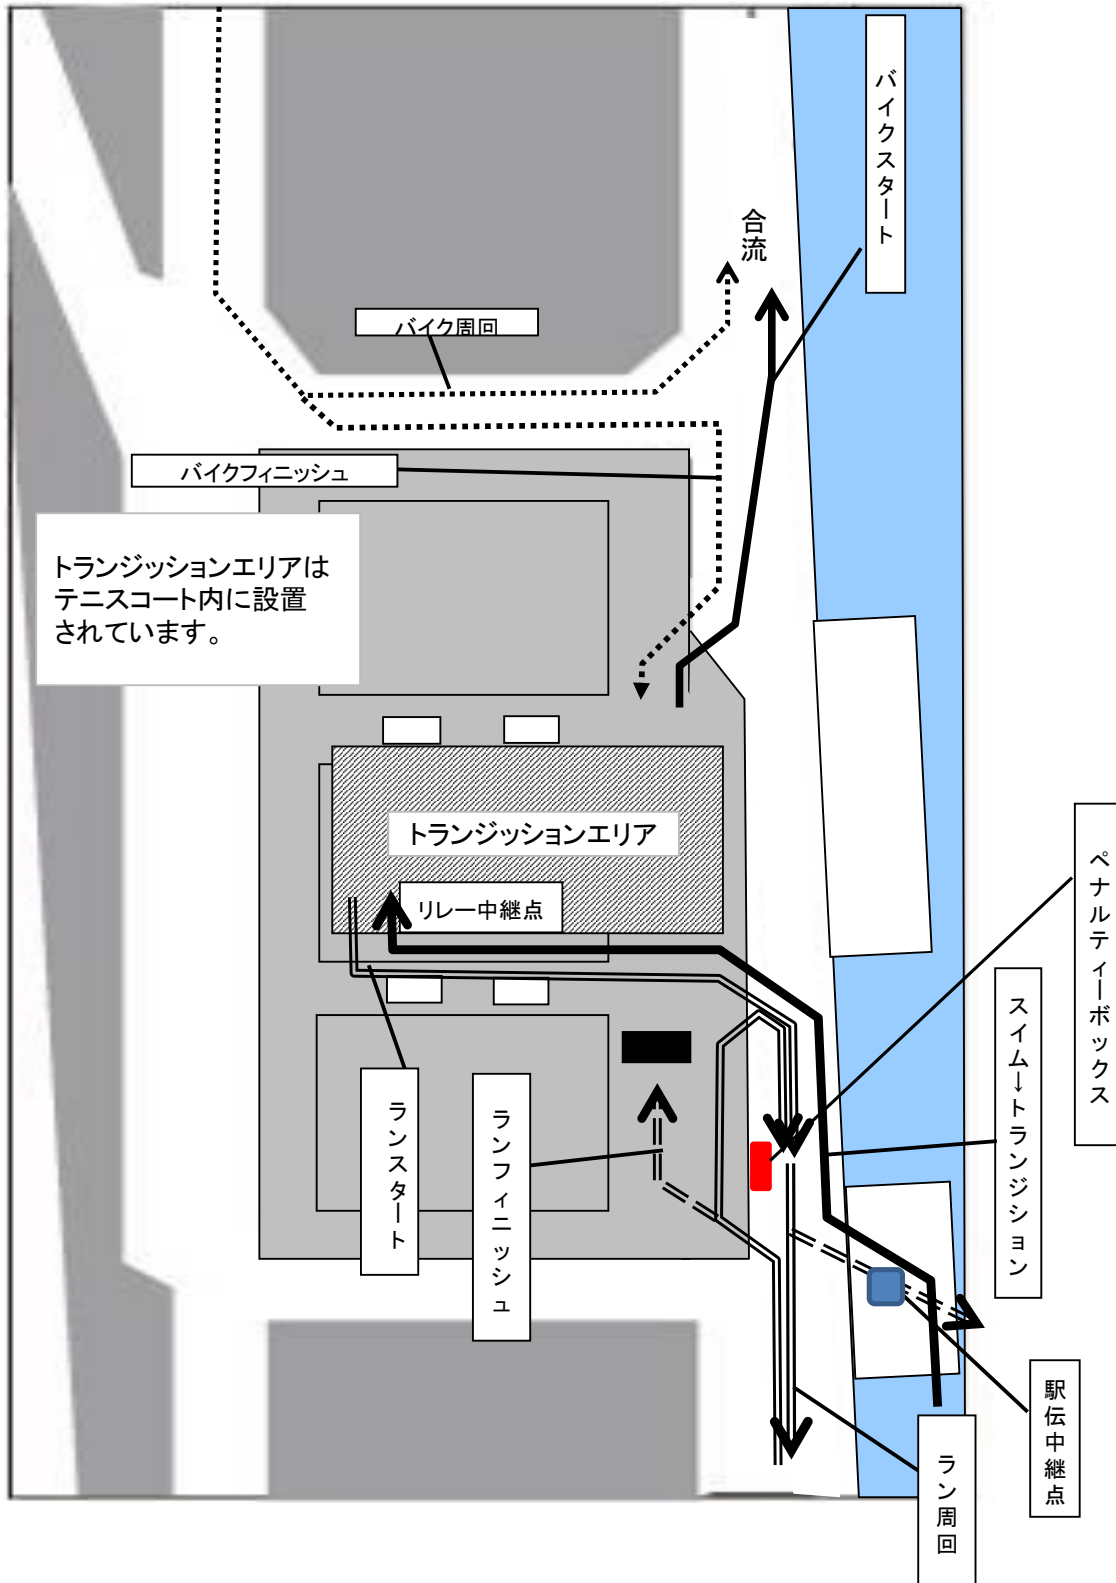 バイクスタート
合流
バイク周回
バイクフィニッシュ
トランジッションエリアは
テニスコート内に設置
されています。
トランジッションエリア
リレー中継点
ペナルティーボックス
スイム→トランジション
ランスタート
ランフィニッシュ
駅伝中継点
ラン周回